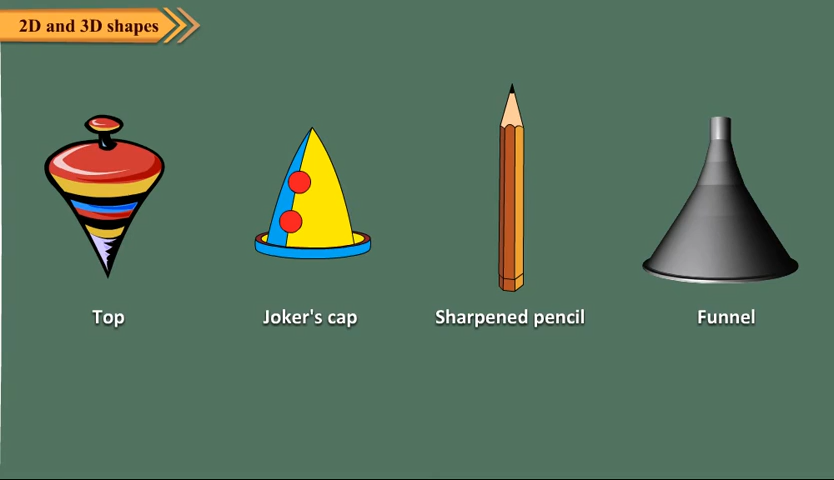 2D and 3D shapes
Top
Joker's cap
Sharpened pencil
Funnel